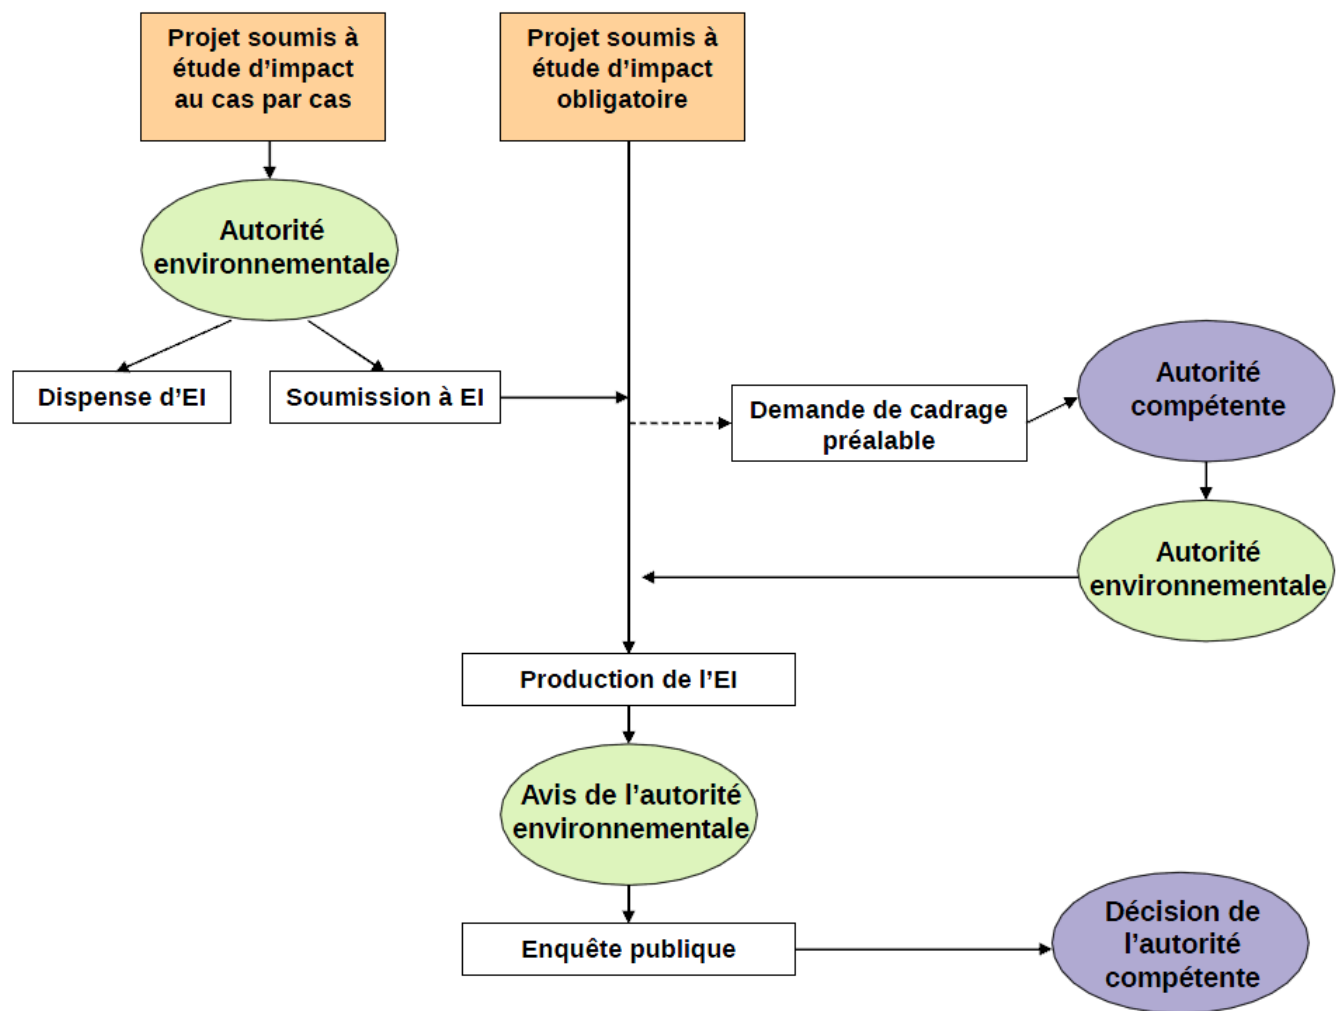 Projet soumis à
étude d’impact
au cas par cas
Projet soumis à
étude d’impact
obligatoire
Autorité
environnementale
Dispense d’EI
Soumission à EI
Demande de cadrage
préalable
Autorité
compétente
Autorité
environnementale
Production de l’EI
Avis de l’autorité
environnementale
Enquête publique
Décision de
l’autorité
compétente